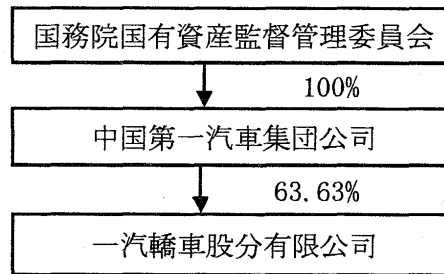 国務院国有資産監督管理委員会
100%
中国第一汽車集団公司
63.63%
一汽轎車股分有限公司